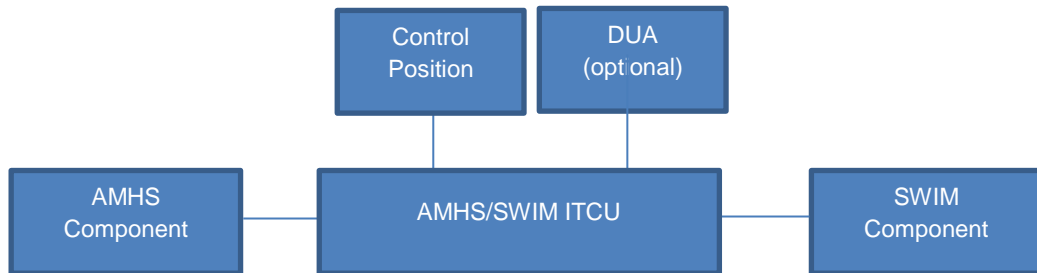 Control
Position
DUA
(optional)
AMHS
Component
AMHS/SWIM ITCU
SWIM
Component